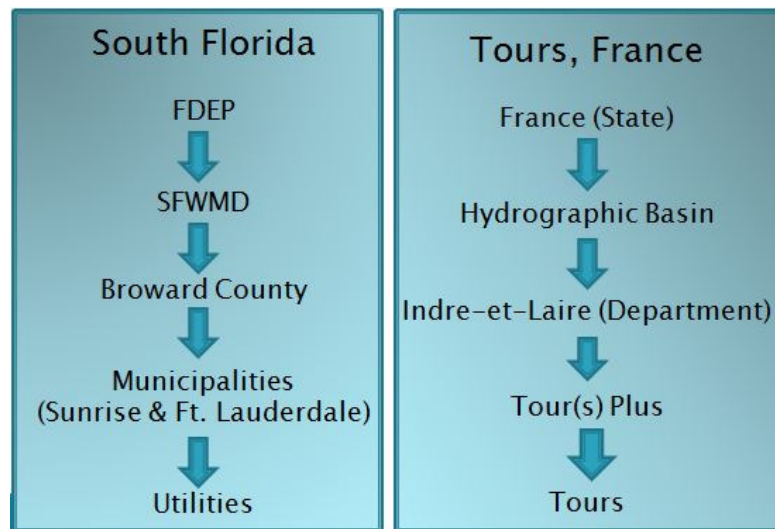 South Florida
FDEP
SFWMD
Broward County
Municipalities
(Sunrise & Ft. Lauderdale)
Utilities
Tours, France
France (State)
Hydrographic Basin
Indre-et-Laire (Department)
Tour(s) Plus
Tours